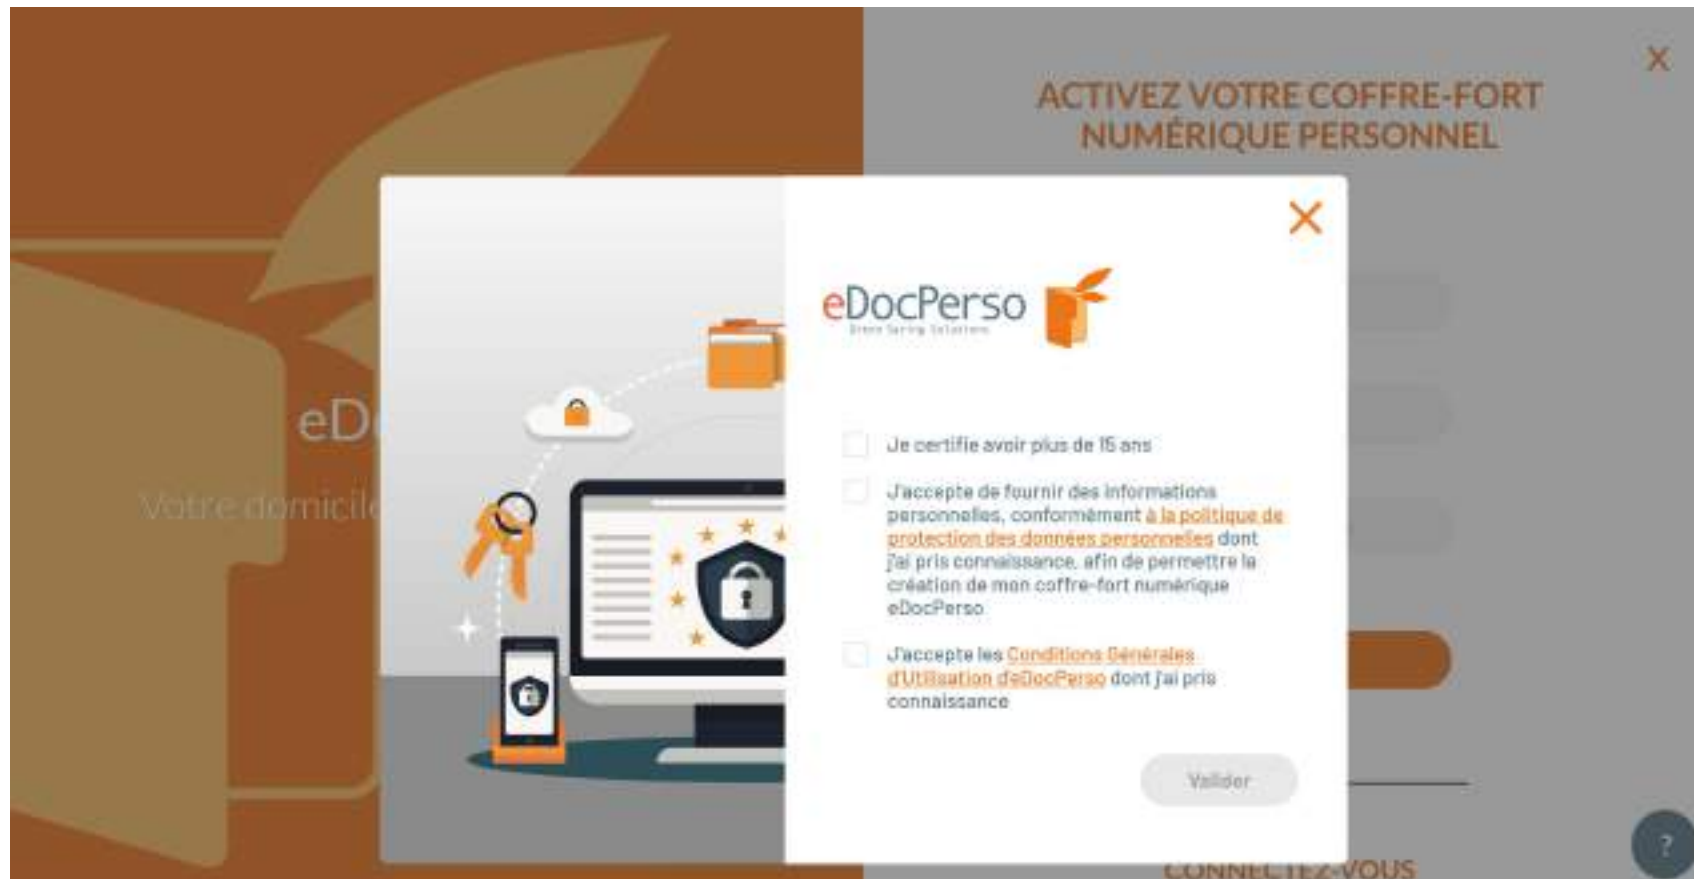 X
ACTIVEZ VOTRE COFFRE-FORT
NUMÉRIQUE PERSONNEL
eDocPerso
eD
Votre domicile
Je certifie avoir plus de 15 ans
J'accepte de fournir des informations
personnelles, conformément à la politique de
protection des données personnelles dont
j'ai pris connaissance, afin de permettre la
création de mon coffre-fort numérique
eDocPerso
J'accepte les Conditions Générales
d'Utilisation d'eDocPerso dont j'ai pris
connaissance
Valider
?
CONNECTEZ-VOUS